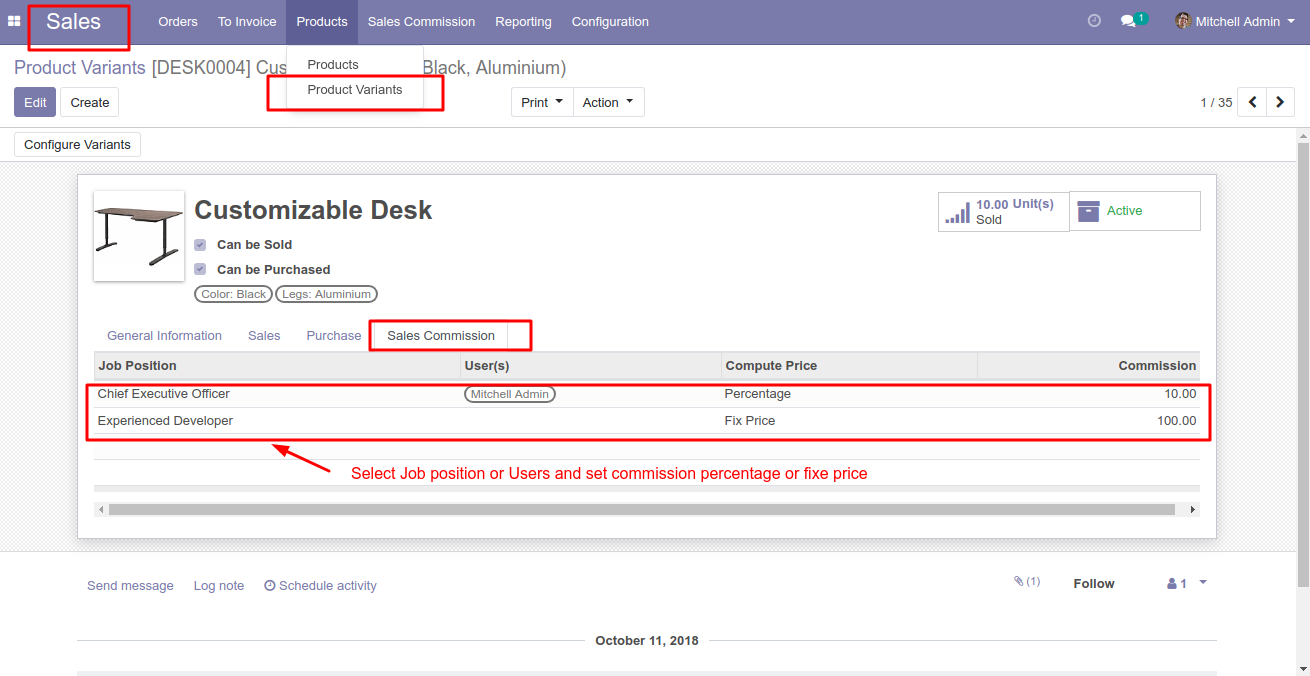 Sales Orders To Invoice Products Sales Commission Reporting Configuration 1 Mitchell Admin
Products
Product Variants [DESK0004] Cus Black, Aluminium)
Product Variants
Edit Create Print Action 1 / 35
Configure Variants
Customizable Desk
10.00 Unit(s)
Sold
Active
Can be Sold
Can be Purchased
Color: Black Legs: Aluminium
General Information Sales Purchase Sales Commission
Job Position User(s) Compute Price Commission
Chief Executive Officer Mitchell Admin Percentage 10.00
Experienced Developer Fix Price 100.00
Select Job position or Users and set commission percentage or fixe price
Send message Log note Schedule activity (1) Follow 1
October 11, 2018